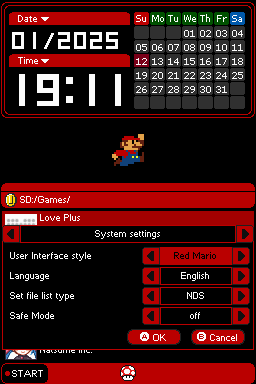 Date
Su Mo Tu We Th Fr Sa
01/2025
01 02 03 04
05 06 07 08 09 10 11
Time
12 13 14 15 16 17 18
19:11
19 20 21 22 23 24 25
26 27 28 29 30 31
SD:/Games/
Love Plus
System settings
User Interface style Red Mario
Language English
Set file list type NDS
Safe Mode off
A OK B Cancel
Natsume Inc.
START